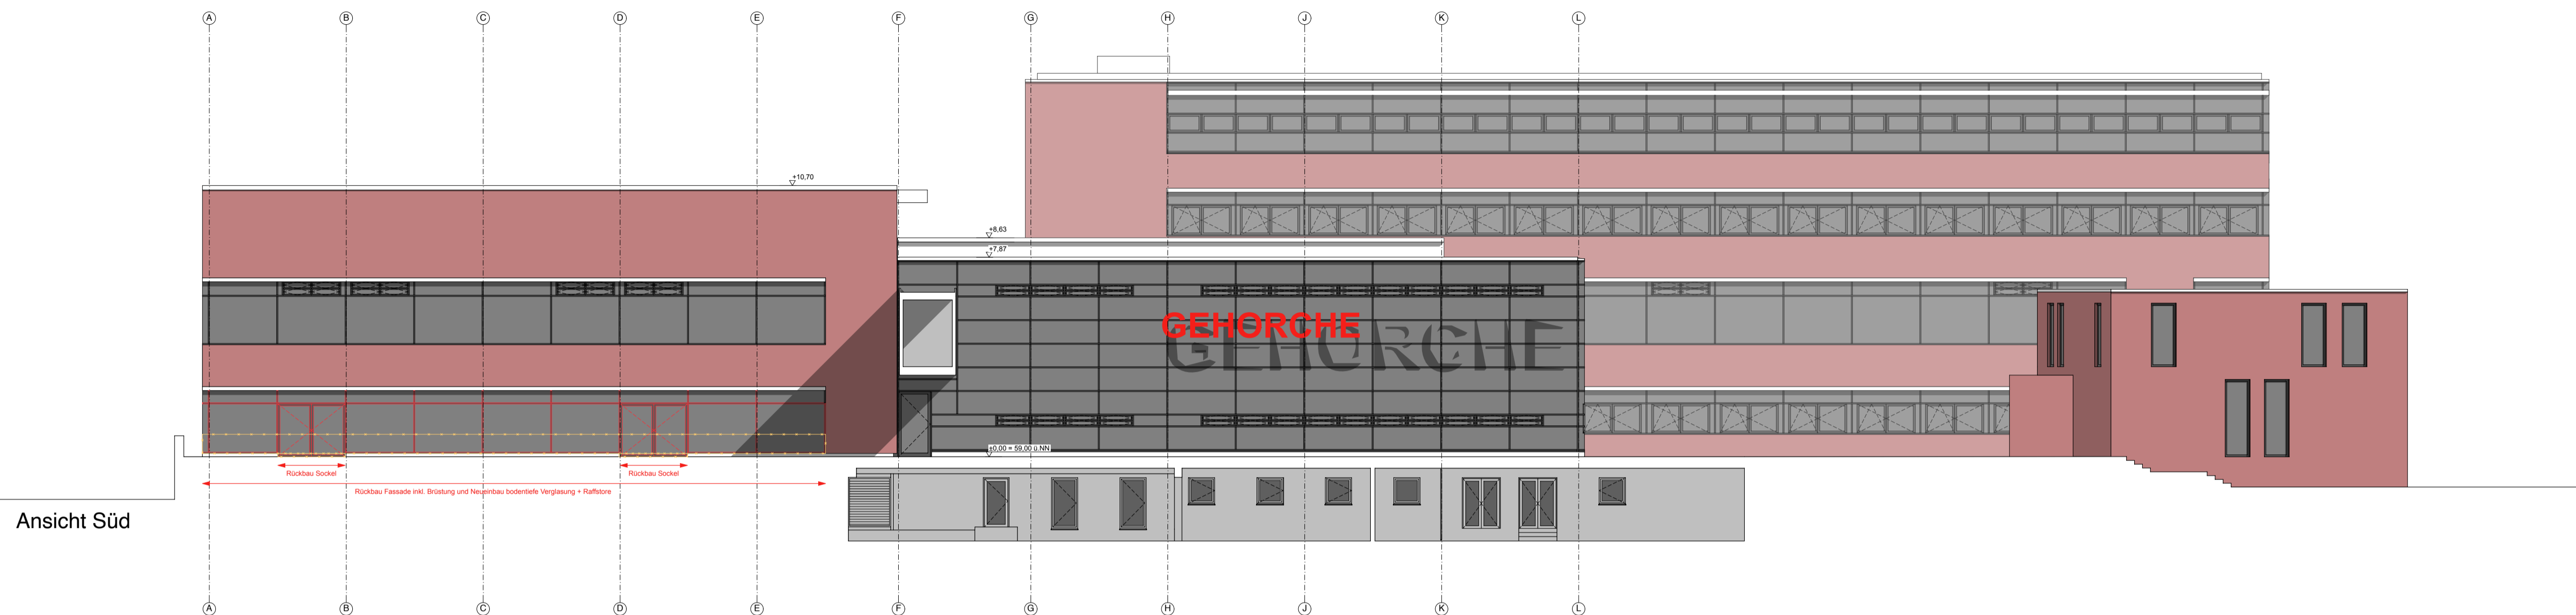 A B C D E F G H J K L
+10,70
+8,63
+7,87
GEHORCHE
GEHORCHE
±0,00 = 59,00 ü.NN
Rückbau Sockel
Rückbau Sockel
Rückbau Fassade inkl. Brüstung und Neueinbau bodentiefe Verglasung + Raffstore
Ansicht Süd
A B C D E F G H J K L